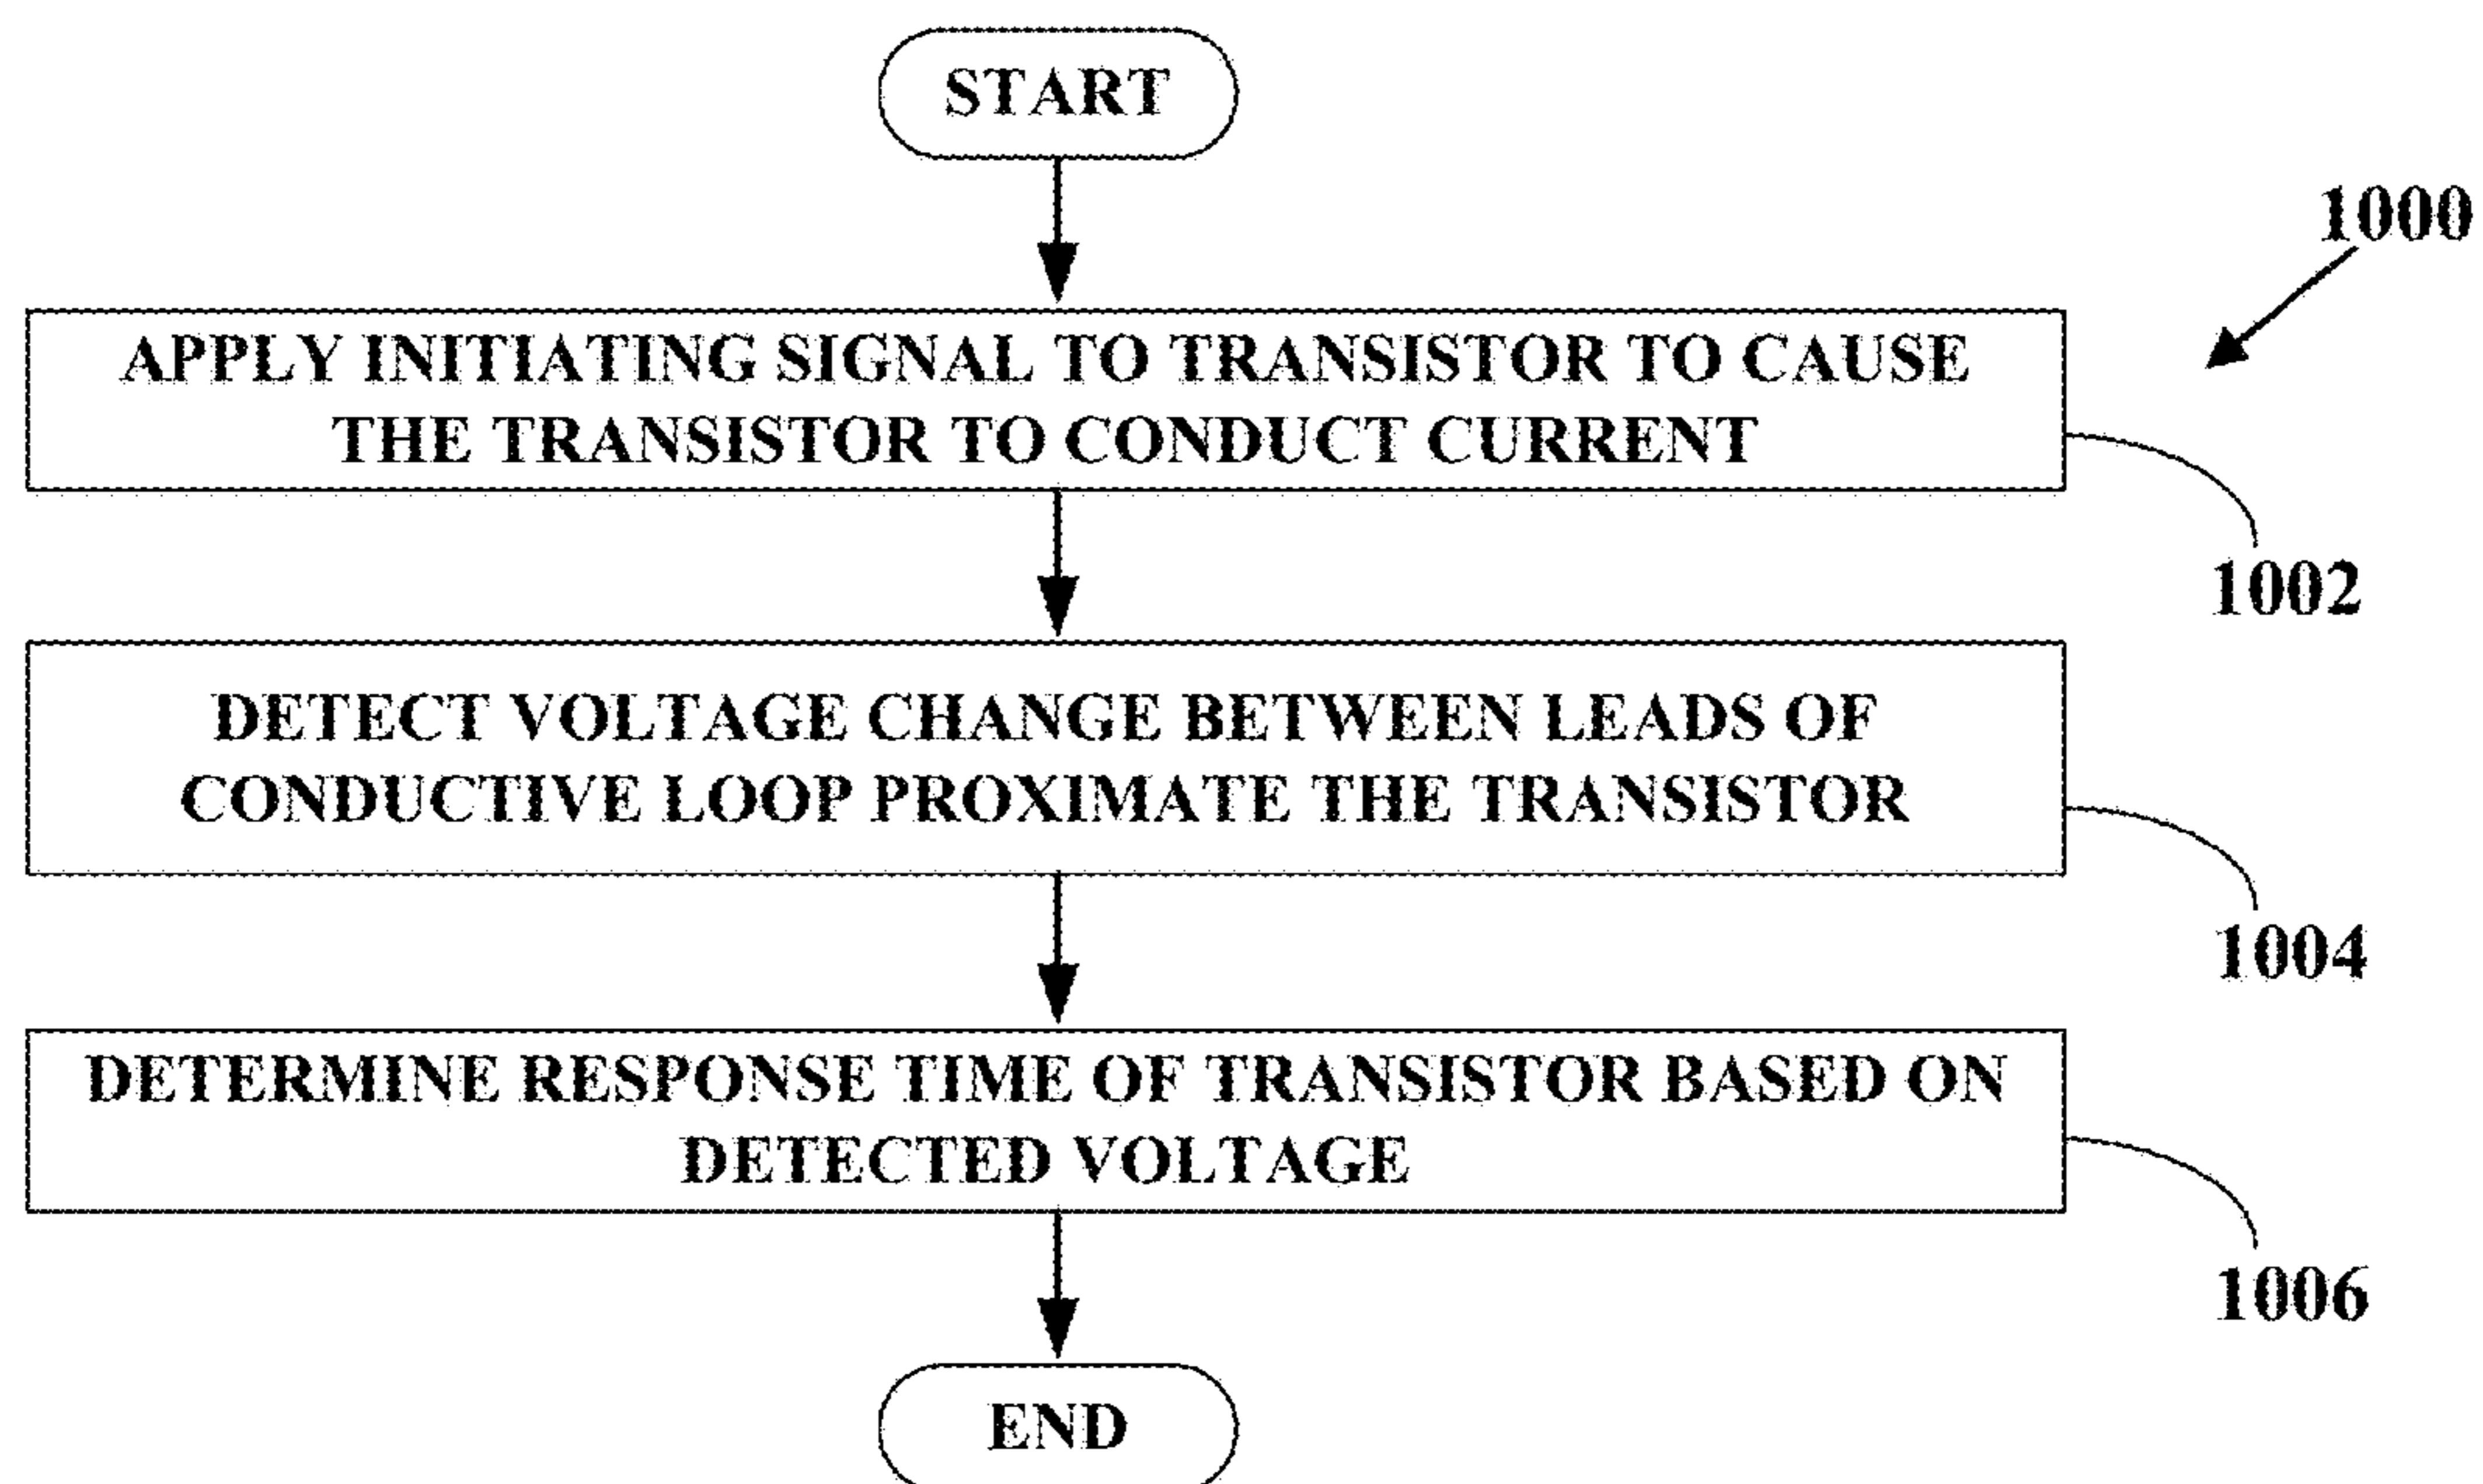 START
1000
APPLY INITIATING SIGNAL TO TRANSISTOR TO CAUSE
THE TRANSISTOR TO CONDUCT CURRENT
1002
DETECT VOLTAGE CHANGE BETWEEN LEADS OF
CONDUCTIVE LOOP PROXIMATE THE TRANSISTOR
1004
DETERMINE RESPONSE TIME OF TRANSISTOR BASED ON
DETECTED VOLTAGE
1006
END